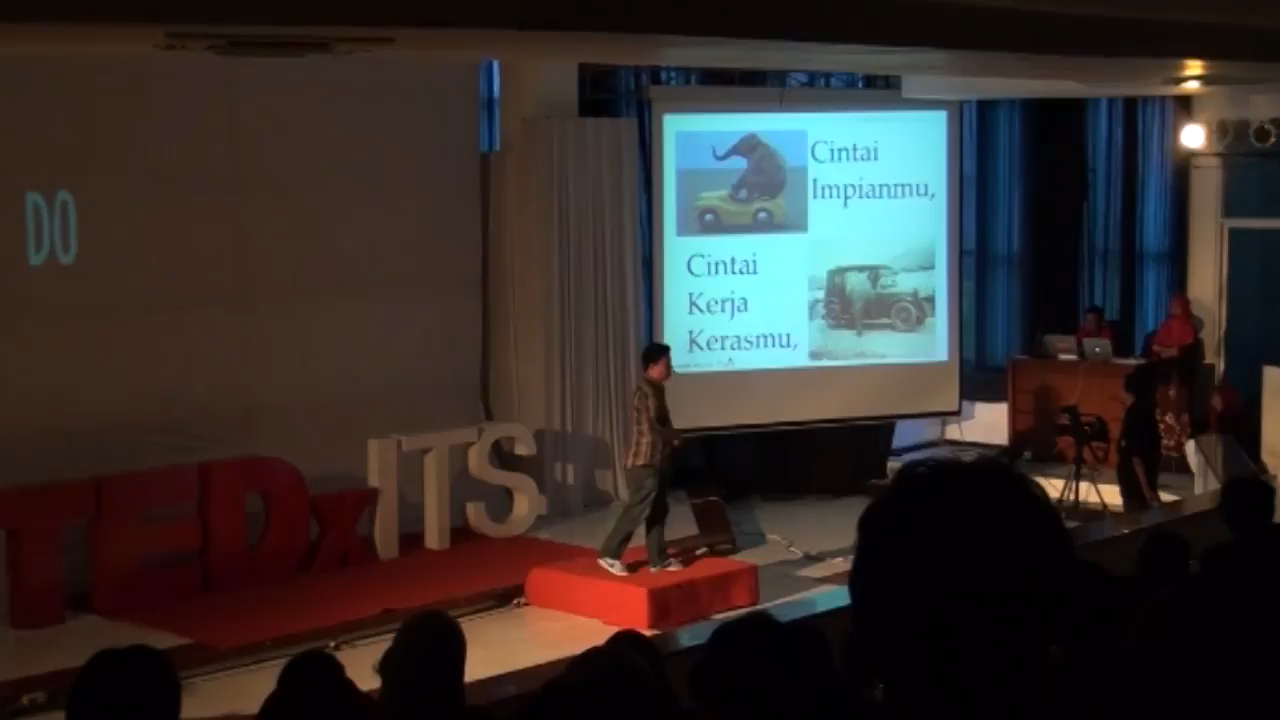 DO
Cintai
Impianmu,
Cintai
Kerja
Kerasmu,
TEDxITS